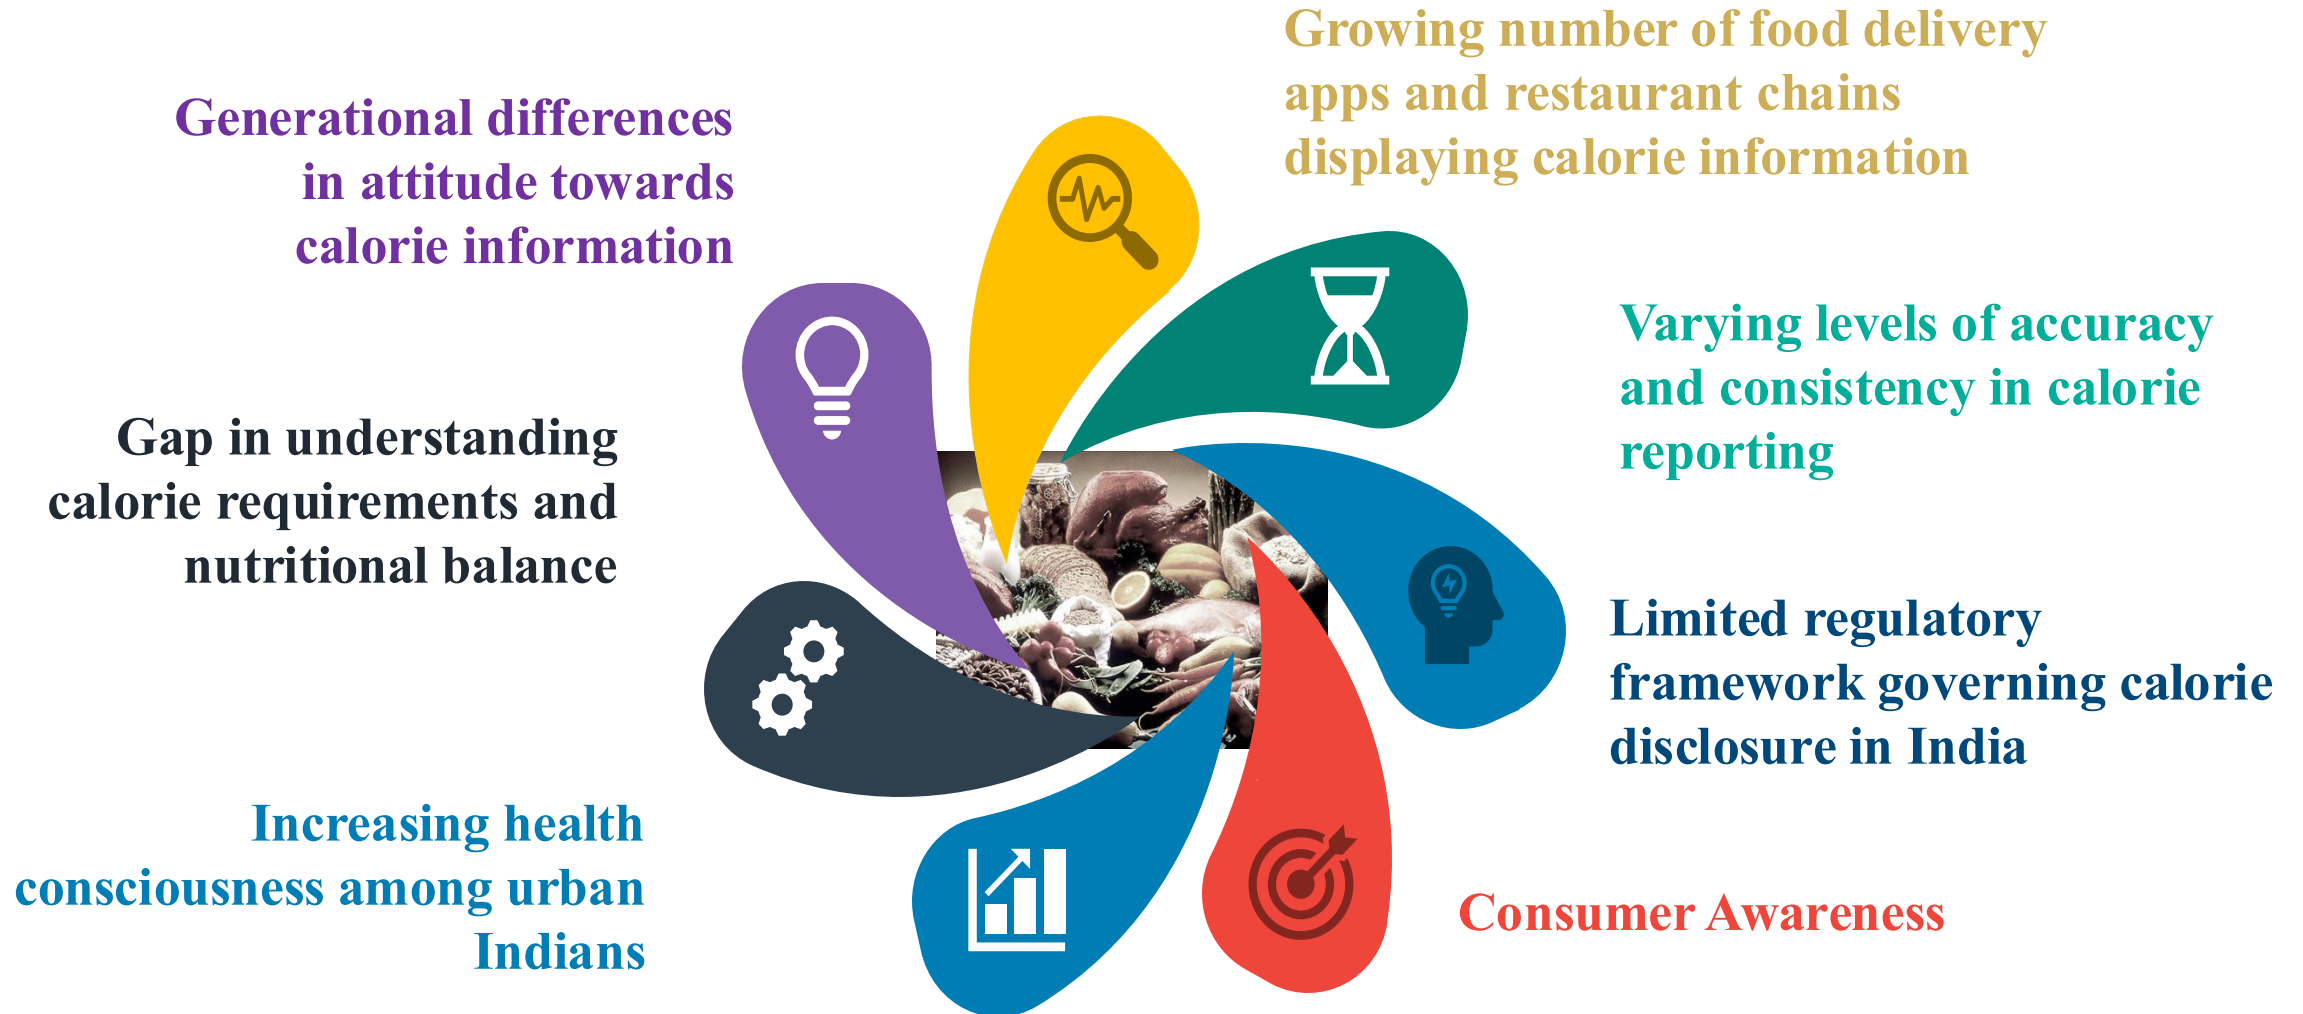 Growing number of food delivery
apps and restaurant chains
displaying calorie information
Generational differences
in attitude towards
calorie information
Varying levels of accuracy
and consistency in calorie
reporting
Gap in understanding
calorie requirements and
nutritional balance
Limited regulatory
framework governing calorie
disclosure in India
Increasing health
consciousness among urban
Indians
Consumer Awareness